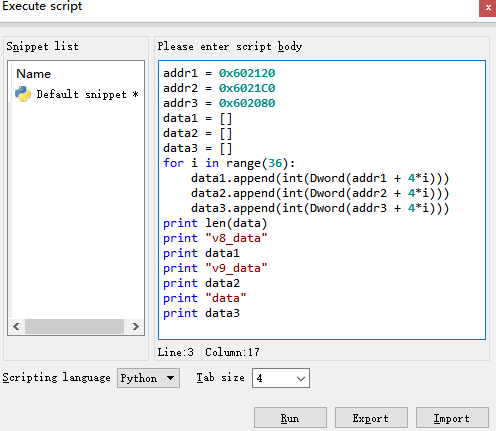 Execute script
x
Snippet list
Please enter script body
Name
Default snippet *
addr1 = 0x602120
addr2 = 0x6021C0
addr3 = 0x602080
data1 = []
data2 = []
data3 = []
for i in range(36):
    data1.append(int(Dword(addr1 + 4*i)))
    data2.append(int(Dword(addr2 + 4*i)))
    data3.append(int(Dword(addr3 + 4*i)))
print len(data)
print "v8_data"
print data1
print "v9_data"
print data2
print "data"
print data3
Line:3 Column:17
Scripting language Python Tab size 4
Run Export Import